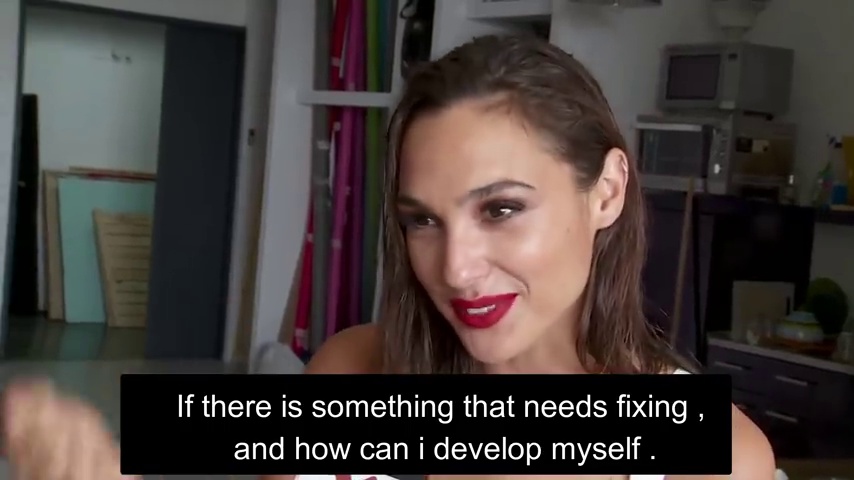 If there is something that needs fixing ,
and how can i develop myself .